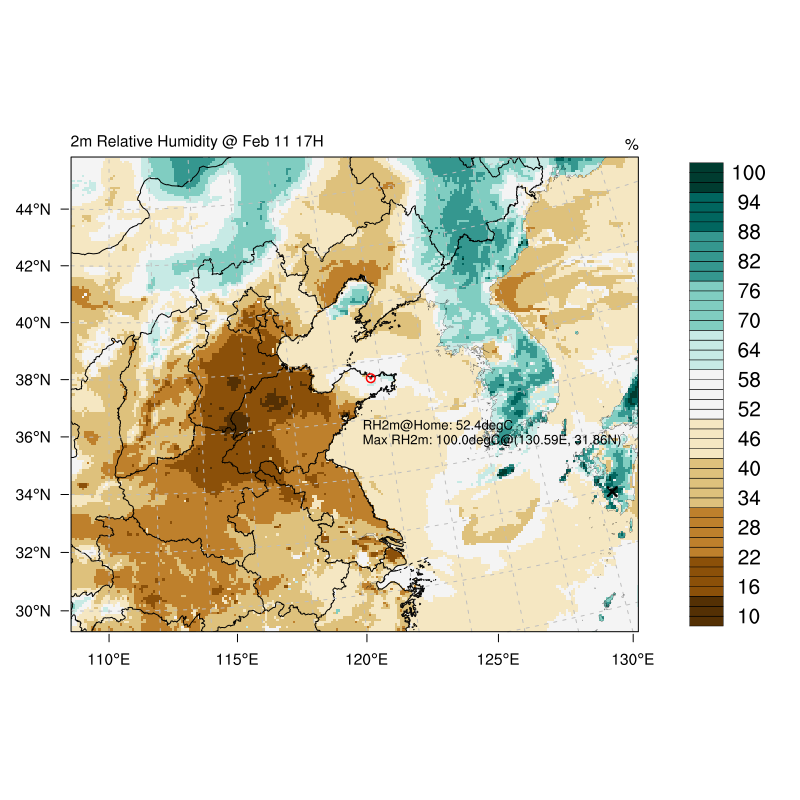 2m Relative Humidity @ Feb 11 17H
%
100
94
88
82
76
70
64
58
52
46
40
34
28
22
16
10
44°N
42°N
40°N
38°N
36°N
34°N
32°N
30°N
RH2m@Home: 52.4degC
Max RH2m: 100.0degC@(130.59E, 31.86N)
110°E
115°E
120°E
125°E
130°E